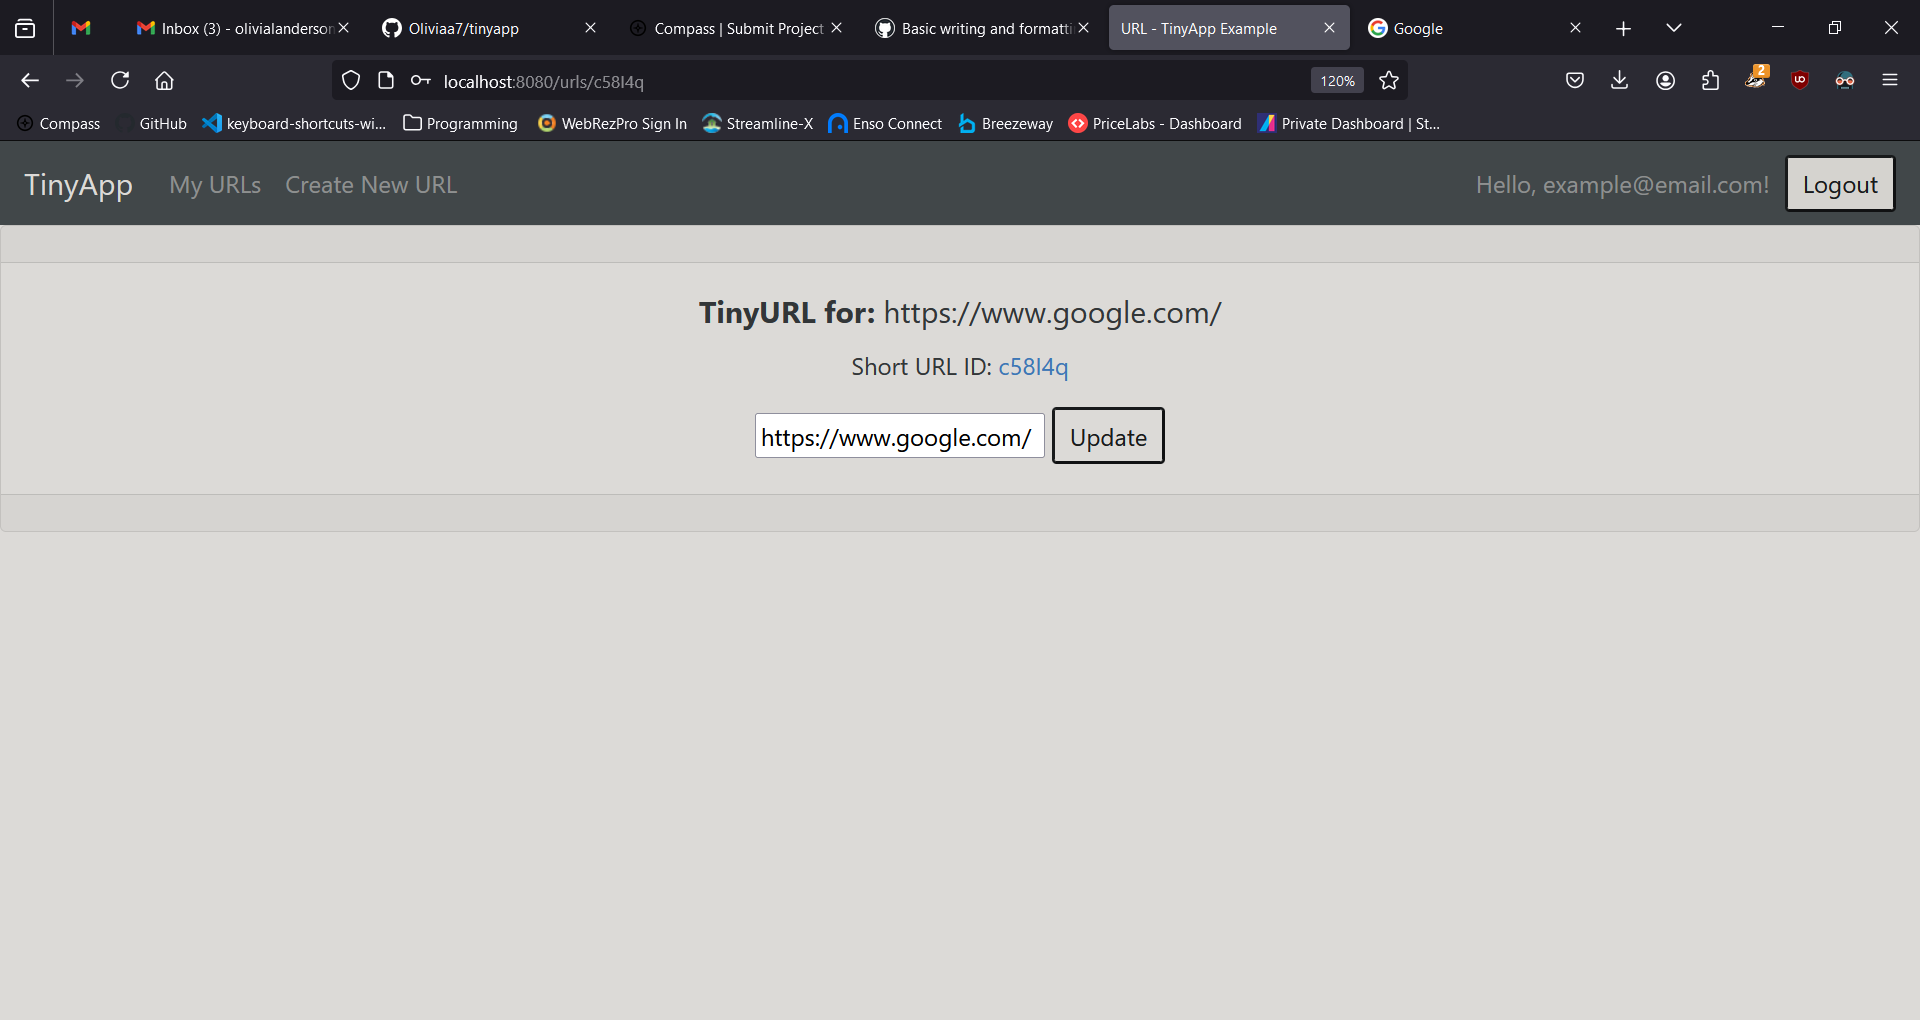 Inbox (3) - olivialanderson
Oliviaa7/tinyapp
Compass | Submit Project
Basic writing and formatti
URL - TinyApp Example
Google
localhost:8080/urls/c58I4q
120%
2
Compass
GitHub
keyboard-shortcuts-wi...
Programming
WebRezPro Sign In
Streamline-X
Enso Connect
Breezeway
PriceLabs - Dashboard
Private Dashboard | St...
TinyApp
My URLs
Create New URL
Hello, example@email.com!
Logout
TinyURL for: https://www.google.com/
Short URL ID: c58I4q
https://www.google.com/
Update